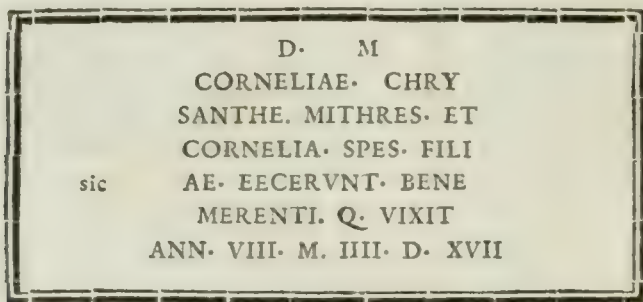 D· M
CORNELIAE· CHRY
SANTHE. MITHRES· ET
CORNELIA· SPES· FILI
sic AE· EECERVNT· BENE
MERENTI. Q. VIXIT
ANN· VIII· M. IIII· D· XVII